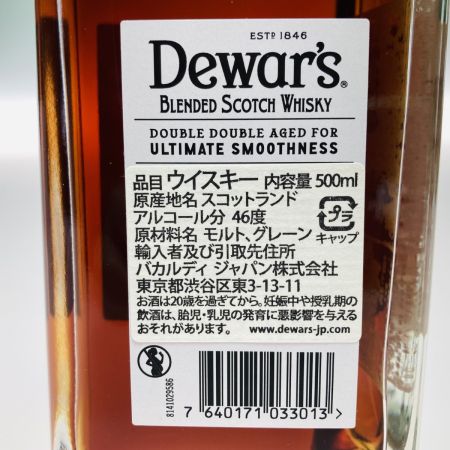 ESTD 1846
DEWAR'S®
BLENDED SCOTCH WHISKY
DOUBLE DOUBLE AGED FOR
ULTIMATE SMOOTHNESS
品目 ウイスキー 内容量 500ml
原産地名 スコットランド
アルコール分 46度
プラ
原材料名 モルト、グレーン キャップ
輸入者及び引取先住所
バカルディ ジャパン株式会社
東京都渋谷区東3-13-11
お酒は20歳を過ぎてから。妊娠中や授乳期の
飲酒は、胎児・乳児の発育に悪影響を与える
おそれがあります。 www.dewars-jp.com
8141029586
7 640171 033013 >